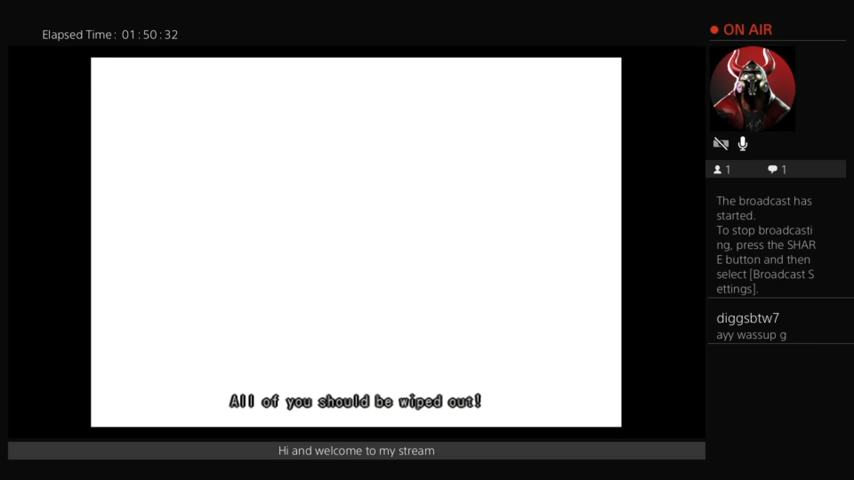 Elapsed Time: 01:50:32
ON AIR
1 1
The broadcast has
started.
To stop broadcasti
ng, press the SHAR
E button and then
select [Broadcast S
ettings].
diggsbtw7
ayy wassup g
All of you should be wiped out!
Hi and welcome to my stream